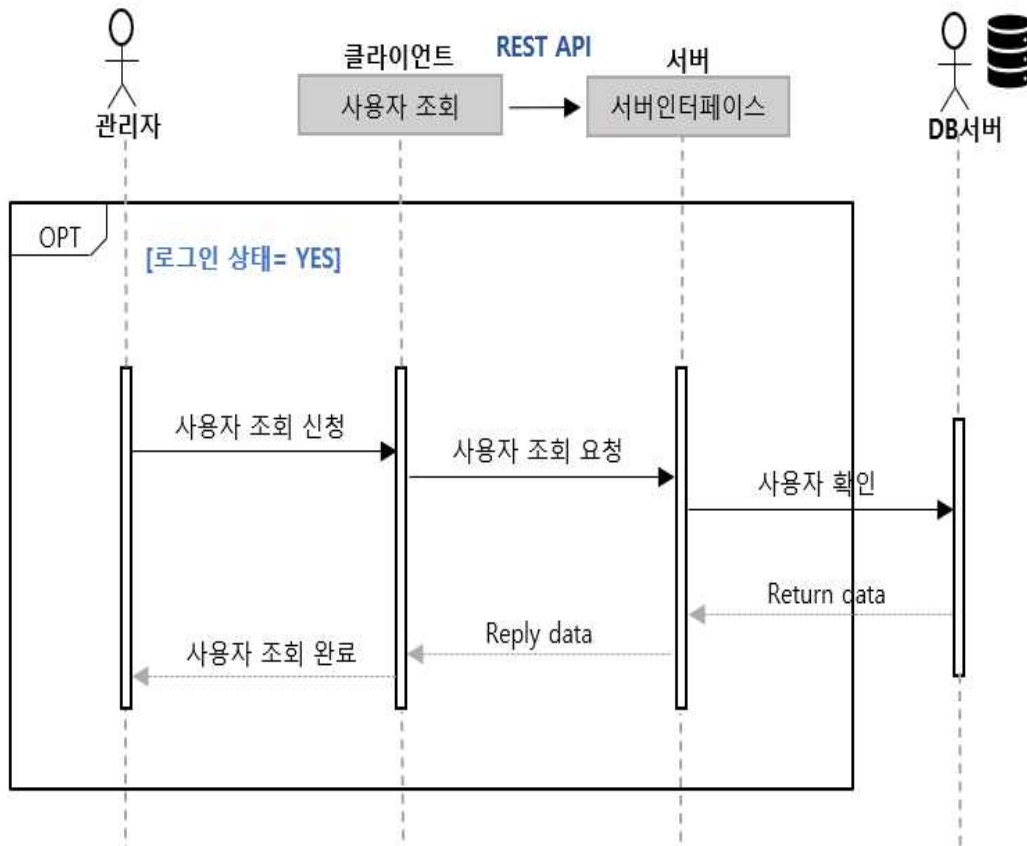 클라이언트
REST API
서버
사용자 조회
서버인터페이스
관리자
DB서버
OPT
[로그인 상태= YES]
사용자 조회 신청
사용자 조회 요청
사용자 확인
Return data
Reply data
사용자 조회 완료